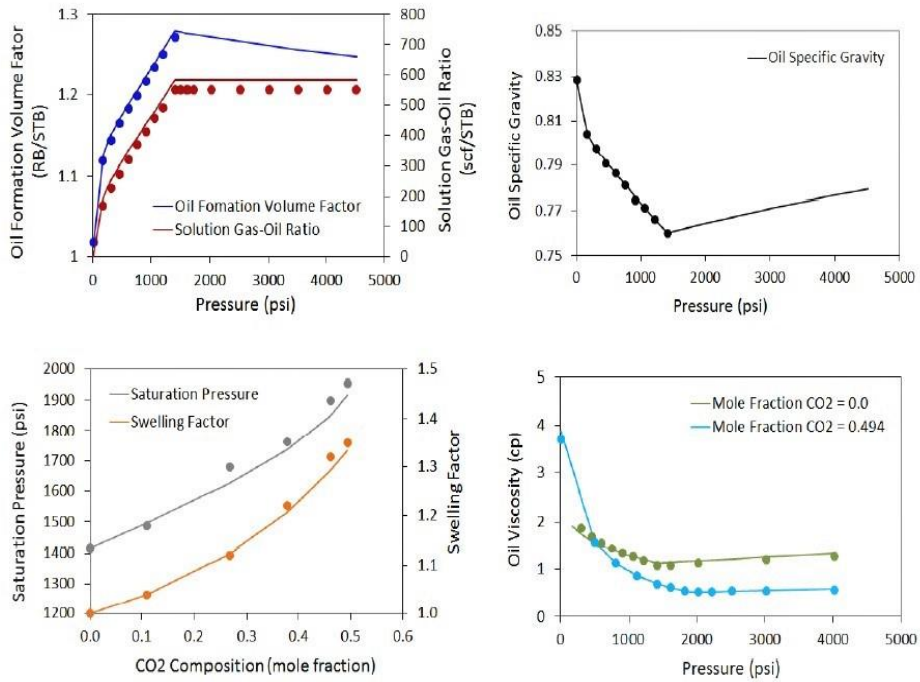 Oil Formation Volume Fator
(RB/STB)
1.3
1.2
1.1
1
800
700
600
500
400
300
200
100
0
Solution Gas-Oil Ratio
(scf/STB)
Oil Fomation Volume Factor
Solution Gas-Oil Ratio
0 1000 2000 3000 4000 5000
Pressure (psi)
Oil Specific Gravity
0.85
0.83
0.81
0.79
0.77
0.75
Oil Specific Gravity
0 1000 2000 3000 4000 5000
Pressure (psi)
Saturation Pressure (psi)
2000
1900
1800
1700
1600
1500
1400
1300
1200
Saturation Pressure
Swelling Factor
1.5
1.4
1.3
1.2
1.1
1.0
Swelling Factor
0.0 0.1 0.2 0.3 0.4 0.5 0.6
CO2 Composition (mole fraction)
Oil Viscosity (cp)
5
4
3
2
1
0
Mole Fraction CO2 = 0.0
Mole Fraction CO2 = 0.494
0 1000 2000 3000 4000 5000
Pressure (psi)